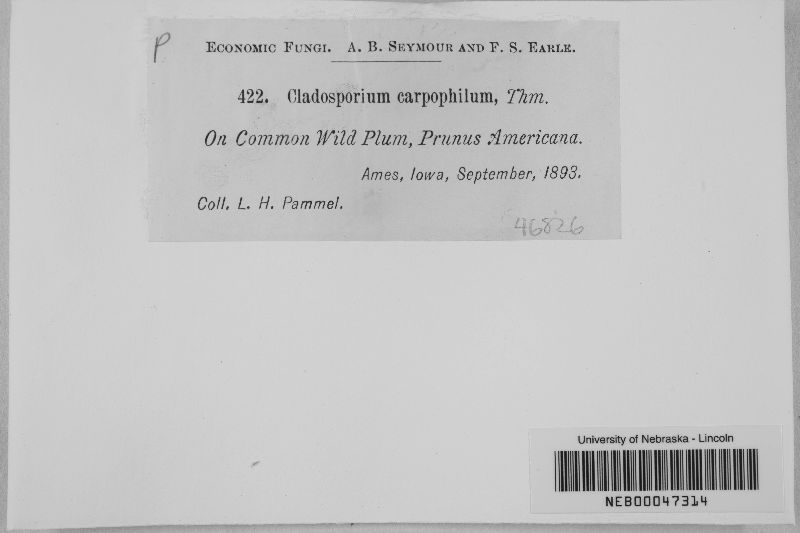 P
Economic Fungi. A. B. Seymour and F. S. Earle.
422. Cladosporium carpophilum, Thm.
On Common Wild Plum, Prunus Americana.
Ames, Iowa, September, 1893.
Coll. L. H. Pammel.
46826
University of Nebraska - Lincoln
NEB00047314